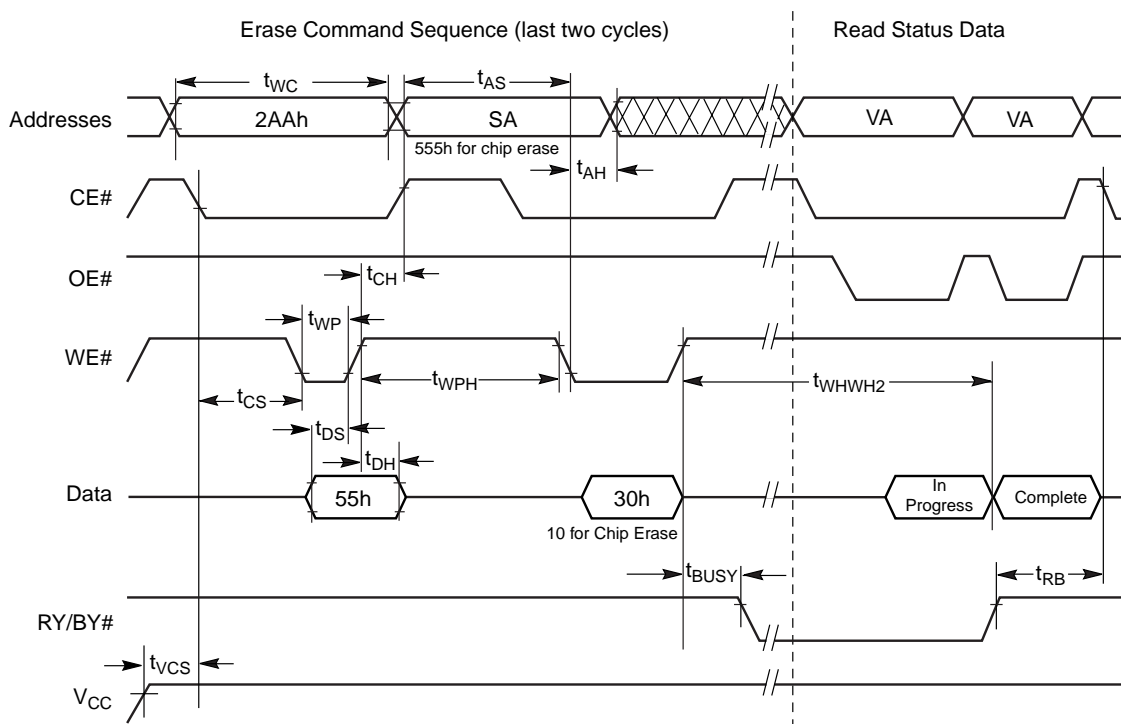 Erase Command Sequence (last two cycles)
Read Status Data
tWC
tAS
Addresses
2AAh
SA
VA
VA
555h for chip erase
tAH
CE#
OE#
tCH
tWP
WE#
tWPH
tWHWH2
tCS
tDS
tDH
Data
55h
30h
In
Progress
Complete
10 for Chip Erase
tBUSY
tRB
RY/BY#
tVCS
VCC